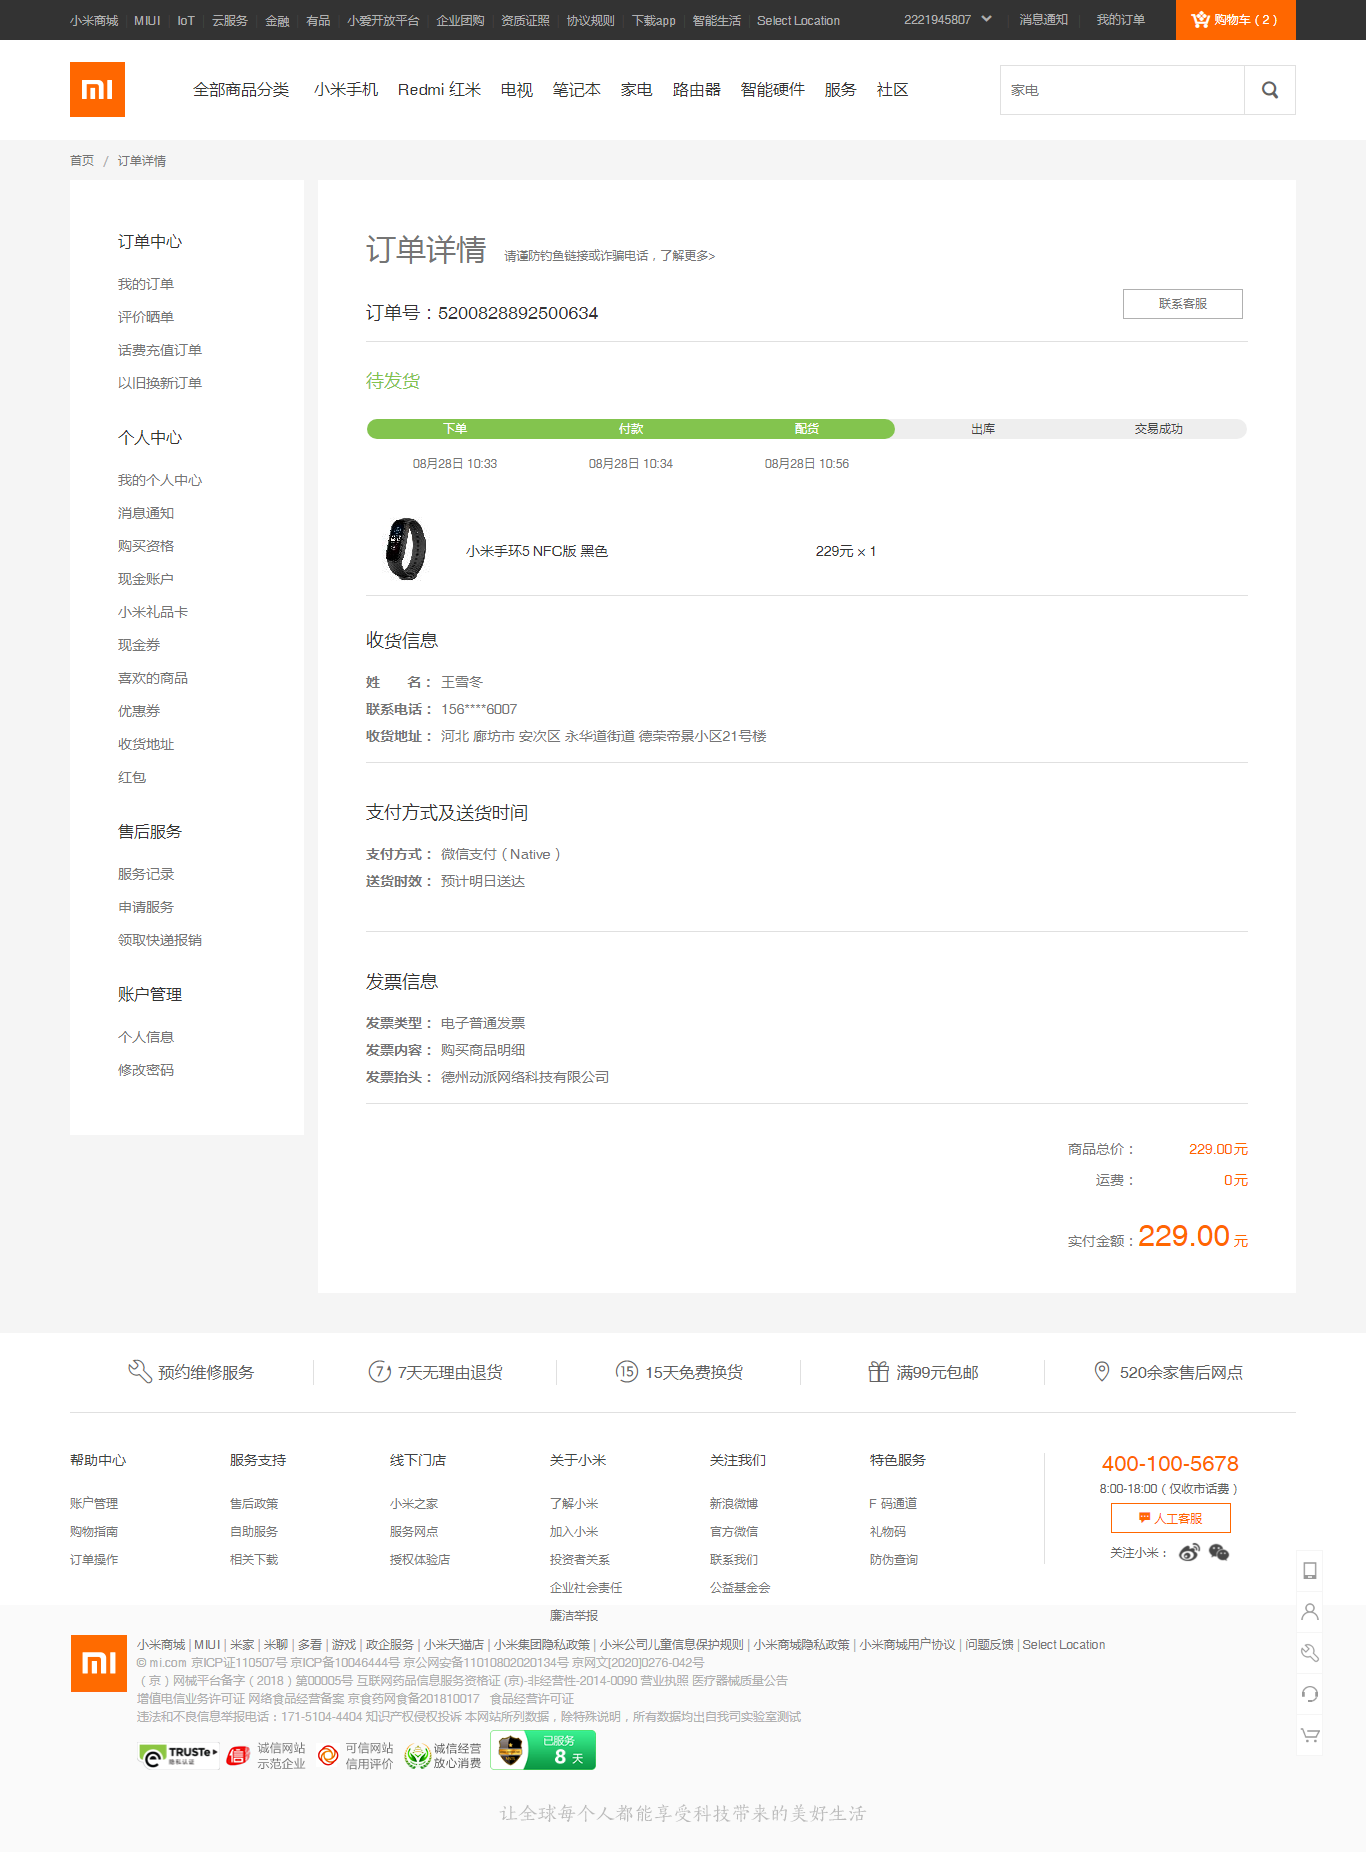 小米商城 MIUI IoT 云服务 金融 有品 小爱开放平台 企业团购 资质证照 协议规则 下载app 智能生活 Select Location 2221945807 消息通知 我的订单 购物车 ( 2 )
mi 全部商品分类 小米手机 Redmi 红米 电视 笔记本 家电 路由器 智能硬件 服务 社区 家电
首页 / 订单详情
订单中心
我的订单
评价晒单
话费充值订单
以旧换新订单
个人中心
我的个人中心
消息通知
购买资格
现金账户
小米礼品卡
现金券
喜欢的商品
优惠券
收货地址
红包
售后服务
服务记录
申请服务
领取快递报销
账户管理
个人信息
修改密码
订单详情 请谨防钓鱼链接或诈骗电话，了解更多>
订单号：5200828892500634 联系客服
待发货
下单 付款 配货 出库 交易成功
08月28日 10:33 08月28日 10:34 08月28日 10:56
小米手环5 NFC版 黑色 229元 × 1
收货信息
姓 名： 王雪冬
联系电话： 156****6007
收货地址： 河北 廊坊市 安次区 永华道街道 德荣帝景小区21号楼
支付方式及送货时间
支付方式： 微信支付（Native）
送货时效： 预计明日送达
发票信息
发票类型： 电子普通发票
发票内容： 购买商品明细
发票抬头： 德州动派网络科技有限公司
商品总价： 229.00元
运费： 0元
实付金额：229.00 元
预约维修服务 7 7天无理由退货 15 15天免费换货 满99元包邮 520余家售后网点
帮助中心 服务支持 线下门店 关于小米 关注我们 特色服务 400-100-5678
8:00-18:00（仅收市话费）
账户管理 售后政策 小米之家 了解小米 新浪微博 F 码通道
人工客服
购物指南 自助服务 服务网点 加入小米 官方微信 礼物码
关注小米：
订单操作 相关下载 授权体验店 投资者关系 联系我们 防伪查询
企业社会责任 公益基金会
廉洁举报
mi
小米商城 | MIUI | 米家 | 米聊 | 多看 | 游戏 | 政企服务 | 小米天猫店 | 小米集团隐私政策 | 小米公司儿童信息保护规则 | 小米商城隐私政策 | 小米商城用户协议 | 问题反馈 | Select Location
© mi.com 京ICP证110507号 京ICP备10046444号 京公网安备11010802020134号 京网文[2020]0276-042号
（京）网械平台备字（2018）第00005号 互联网药品信息服务资格证 (京)-非经营性-2014-0090 营业执照 医疗器械质量公告
增值电信业务许可证 网络食品经营备案 京食药网食备201810017 食品经营许可证
违法和不良信息举报电话：171-5104-4404 知识产权侵权投诉 本网站所列数据，除特殊说明，所有数据均出自我司实验室测试
TRUSTe 隐私认证 信 诚信网站 示范企业 可信网站 信用评价 诚信经营 放心消费 已服务 8 天
让全球每个人都能享受科技带来的美好生活